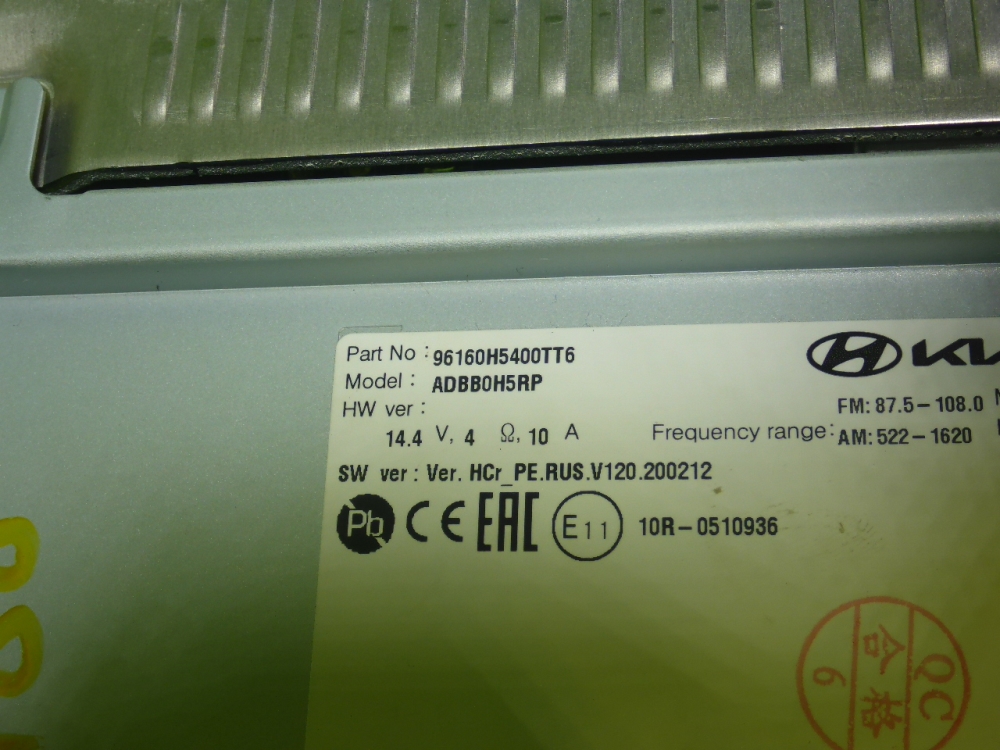 Part No : 96160H5400TT6
Model : ADBB0H5RP
HW ver :
14.4 V, 4 Ω, 10 A
SW ver : Ver. HCr_PE.RUS.V120.200212
FM: 87.5-108.0
Frequency range: AM: 522-1620
Pb CE EAC E11 10R-0510936
QC
合格
6